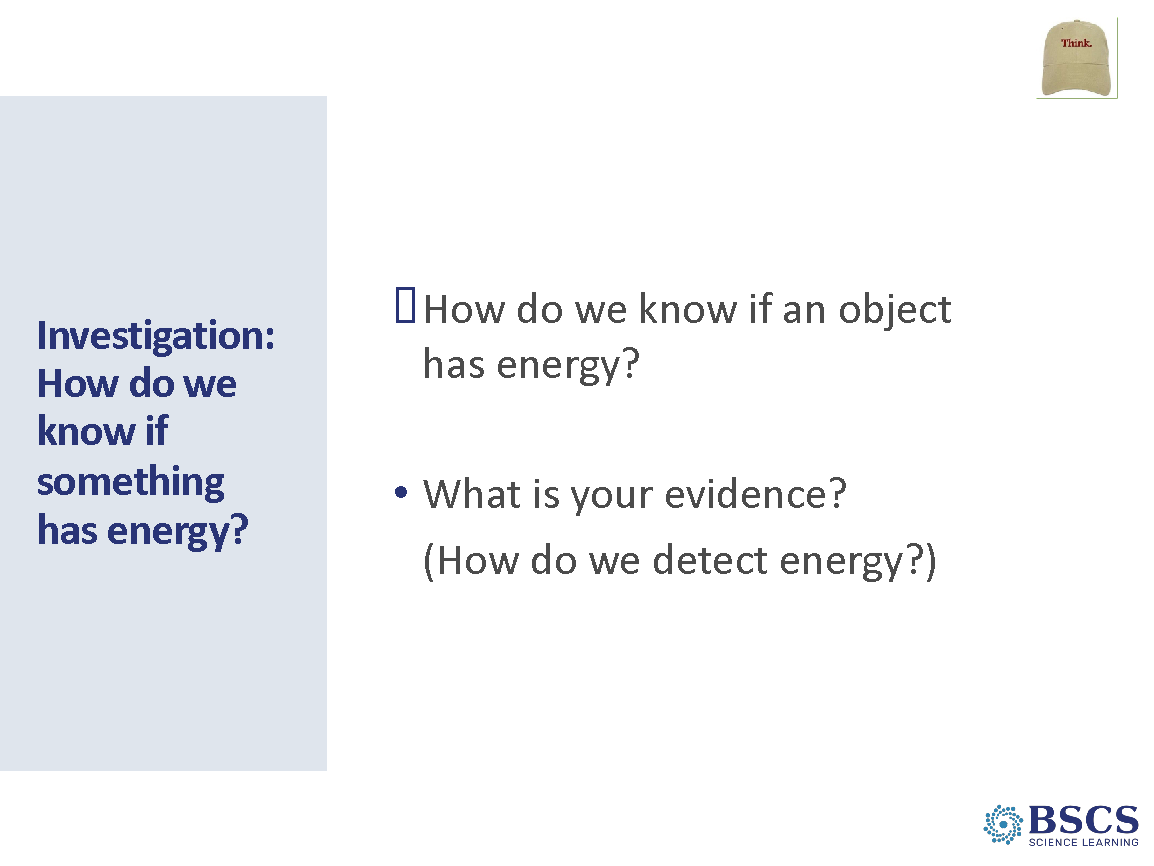 Think.
Investigation:
How do we
know if
something
has energy?
How do we know if an object
has energy?
• What is your evidence?
(How do we detect energy?)
BSCS
SCIENCE LEARNING